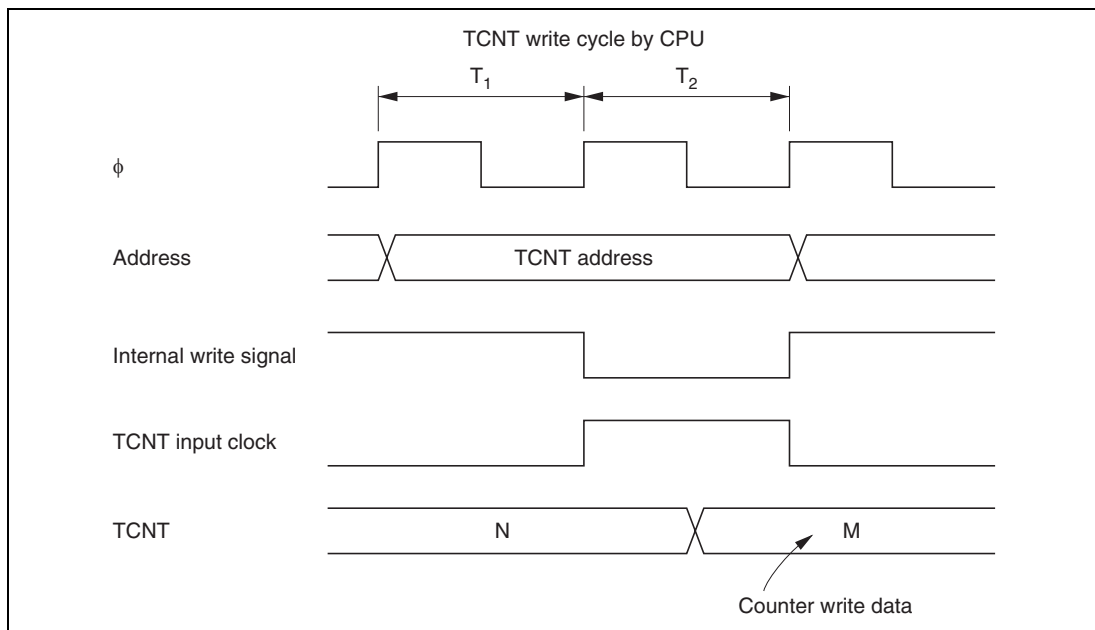 TCNT write cycle by CPU
T1 T2
ϕ
Address TCNT address
Internal write signal
TCNT input clock
TCNT N M
Counter write data